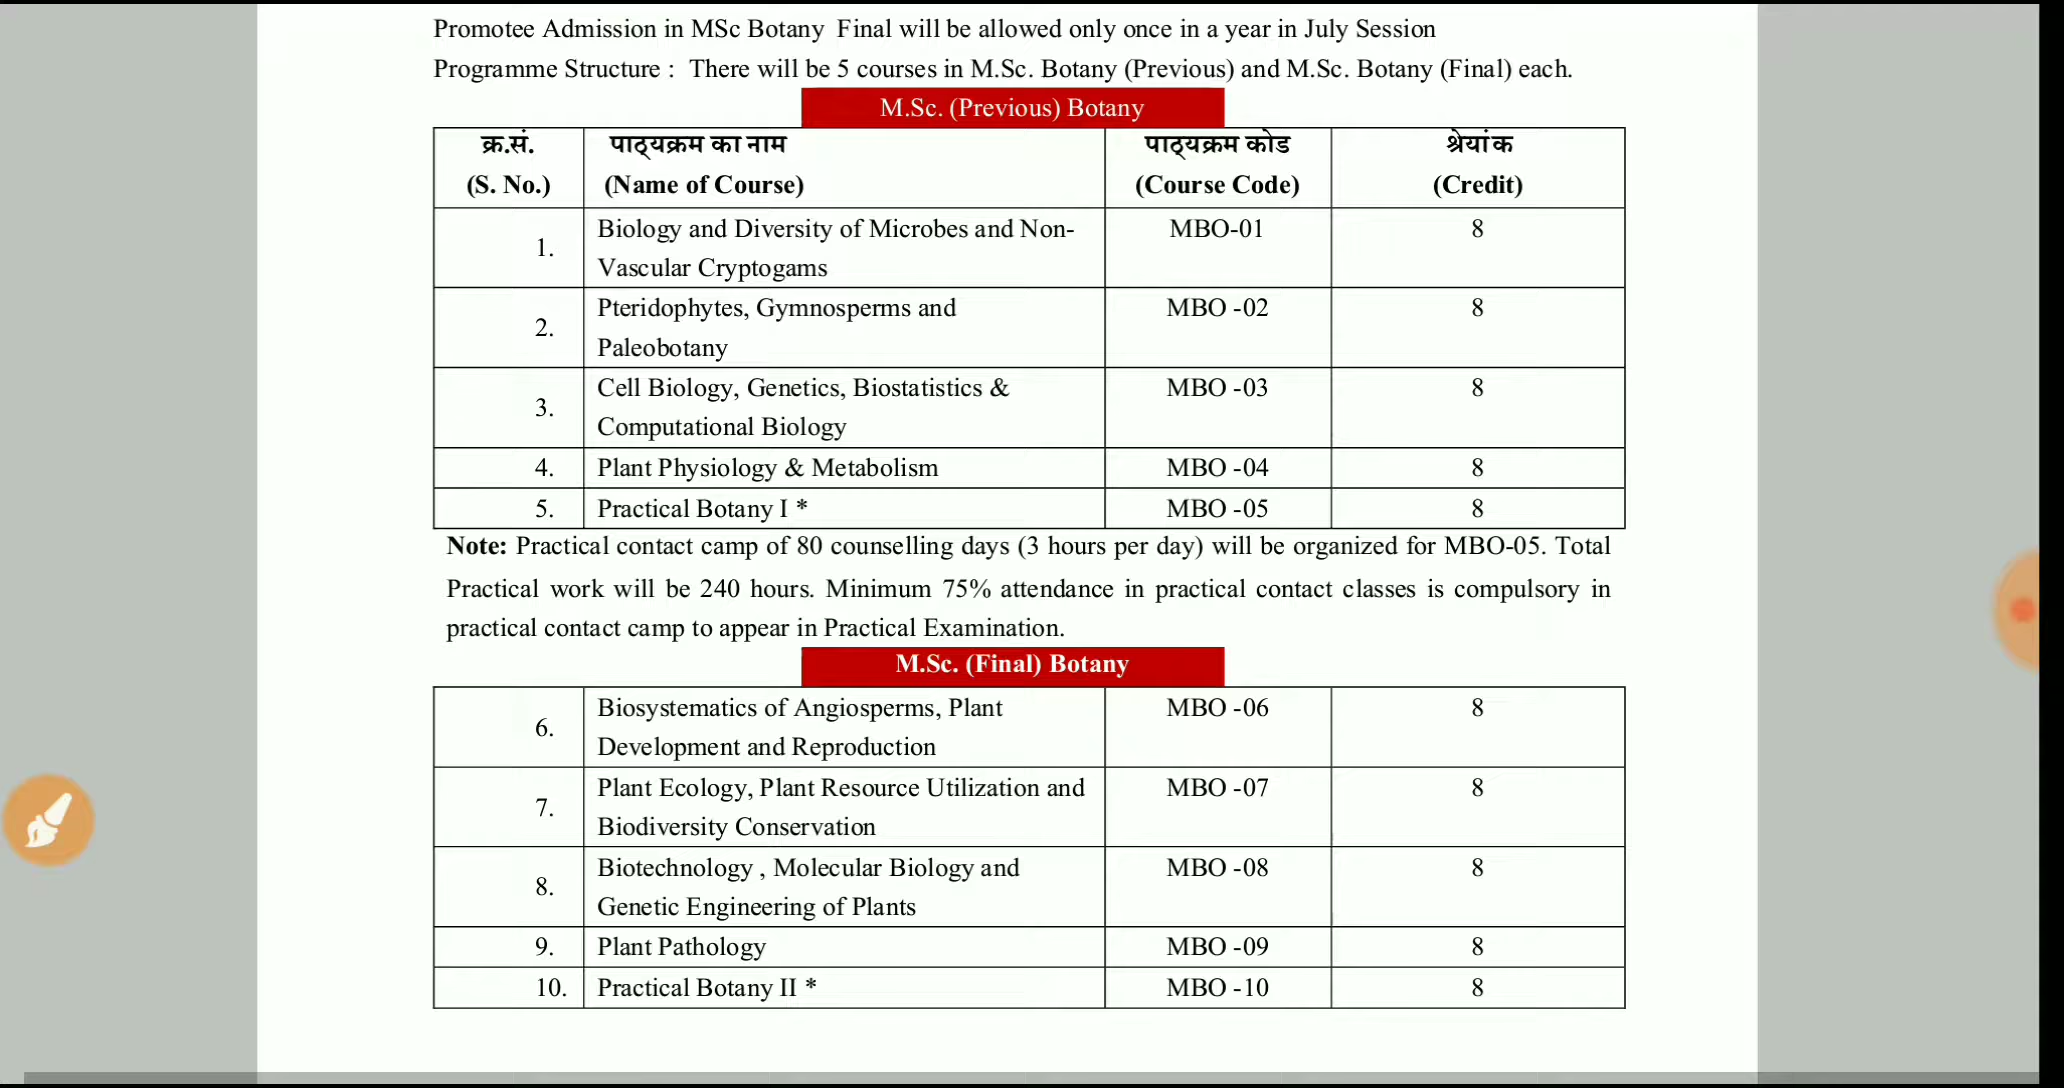 Promotee Admission in MSc Botany Final will be allowed only once in a year in July Session
Programme Structure : There will be 5 courses in M.Sc. Botany (Previous) and M.Sc. Botany (Final) each.
M.Sc. (Previous) Botany
क्र.सं. पाठ्यक्रम का नाम पाठ्यक्रम कोड श्रेयांक
(S. No.) (Name of Course) (Course Code) (Credit)
1. Biology and Diversity of Microbes and Non- MBO-01 8
Vascular Cryptogams
2. Pteridophytes, Gymnosperms and MBO -02 8
Paleobotany
3. Cell Biology, Genetics, Biostatistics & MBO -03 8
Computational Biology
4. Plant Physiology & Metabolism MBO -04 8
5. Practical Botany I * MBO -05 8
Note: Practical contact camp of 80 counselling days (3 hours per day) will be organized for MBO-05. Total
Practical work will be 240 hours. Minimum 75% attendance in practical contact classes is compulsory in
practical contact camp to appear in Practical Examination.
M.Sc. (Final) Botany
6. Biosystematics of Angiosperms, Plant MBO -06 8
Development and Reproduction
7. Plant Ecology, Plant Resource Utilization and MBO -07 8
Biodiversity Conservation
8. Biotechnology , Molecular Biology and MBO -08 8
Genetic Engineering of Plants
9. Plant Pathology MBO -09 8
10. Practical Botany II * MBO -10 8